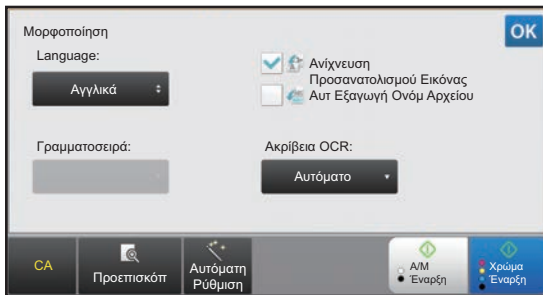 Μορφοποίηση
OK
Language:
Αγγλικά
Ανίχνευση
Προσανατολισμού Εικόνας
Αυτ Εξαγωγή Ονόμ Αρχείου
Γραμματοσειρά:
Ακρίβεια OCR:
Αυτόματο
CA
Προεπισκόπ
Αυτόματη
Ρύθμιση
Α/Μ
Έναρξη
Χρώμα
Έναρξη